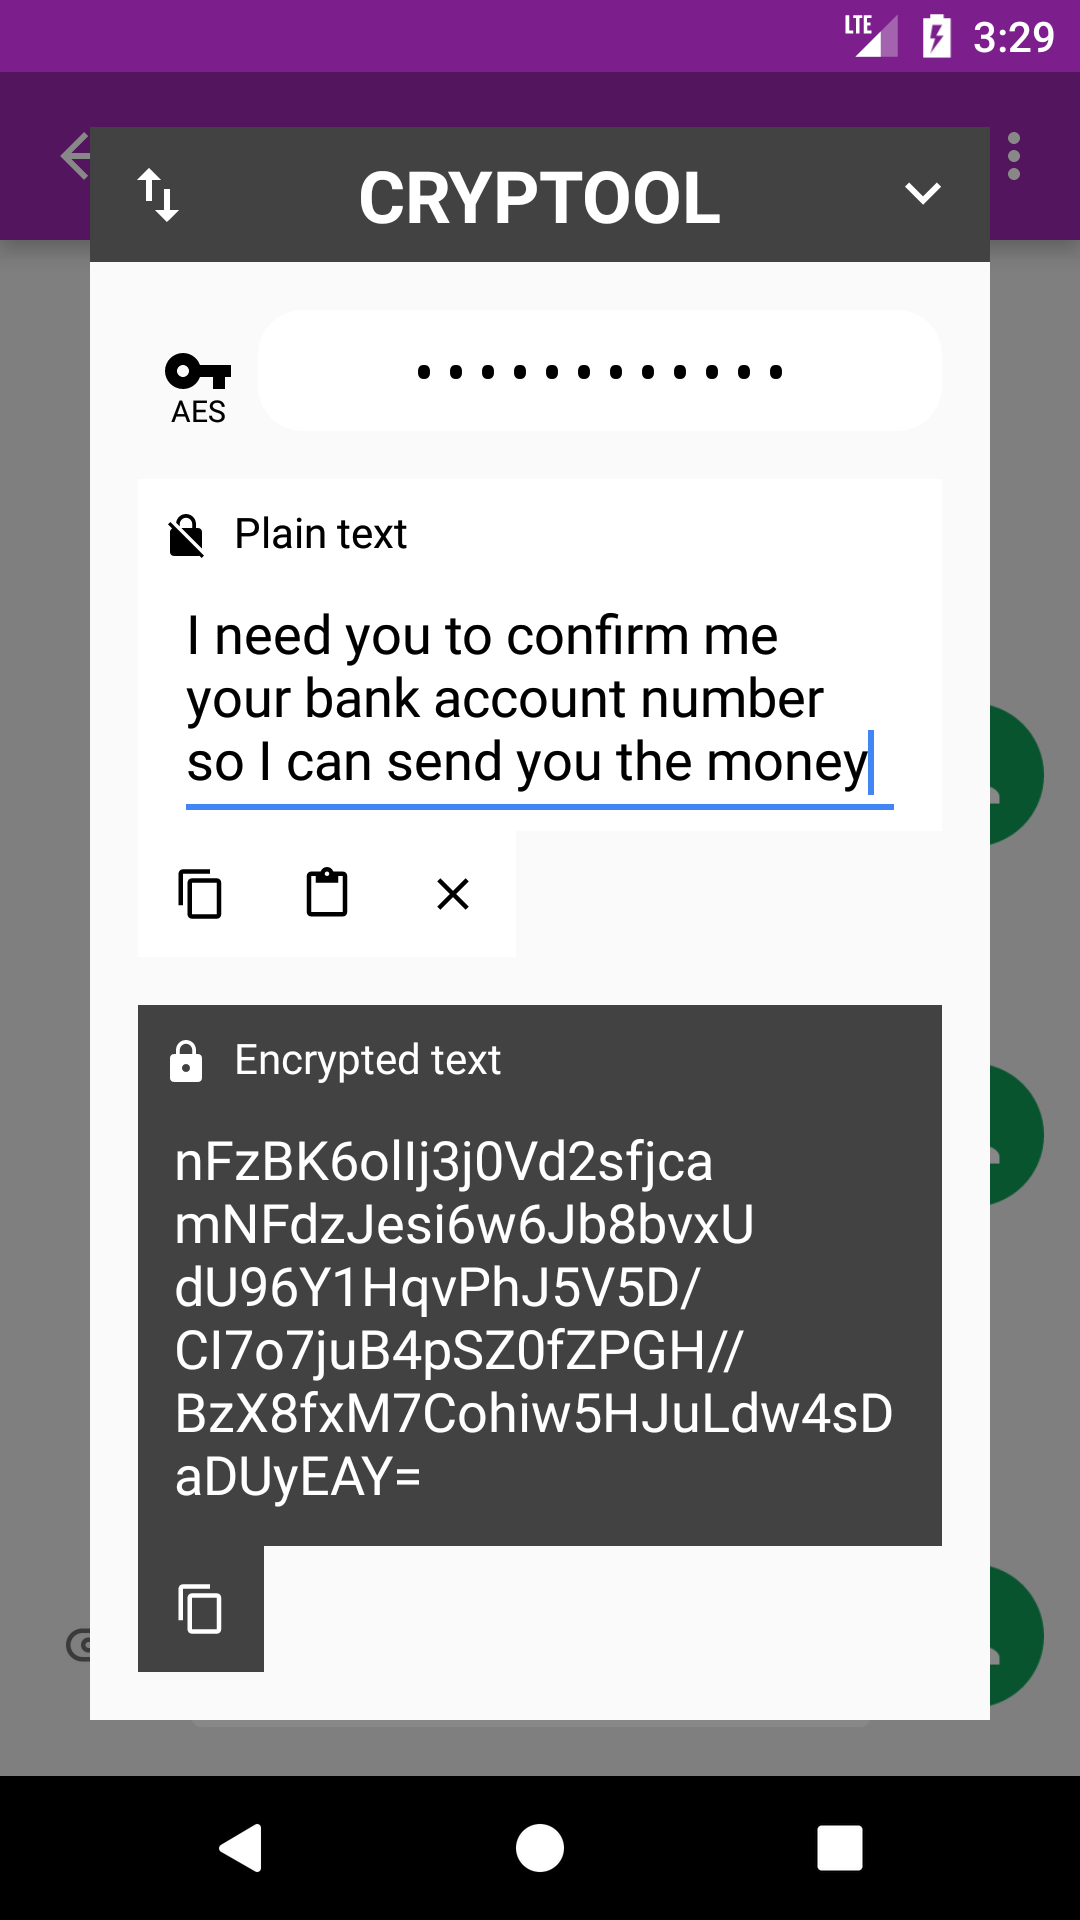 LTE 3:29
CRYPTOOL
AES
Plain text
I need you to confirm me
your bank account number
so I can send you the money
Encrypted text
nFzBK6olIj3j0Vd2sfjca
mNFdzJesi6w6Jb8bvxU
dU96Y1HqvPhJ5V5D/
CI7o7juB4pSZ0fZPGH//
BzX8fxM7Cohiw5HJuLdw4sD
aDUyEAY=